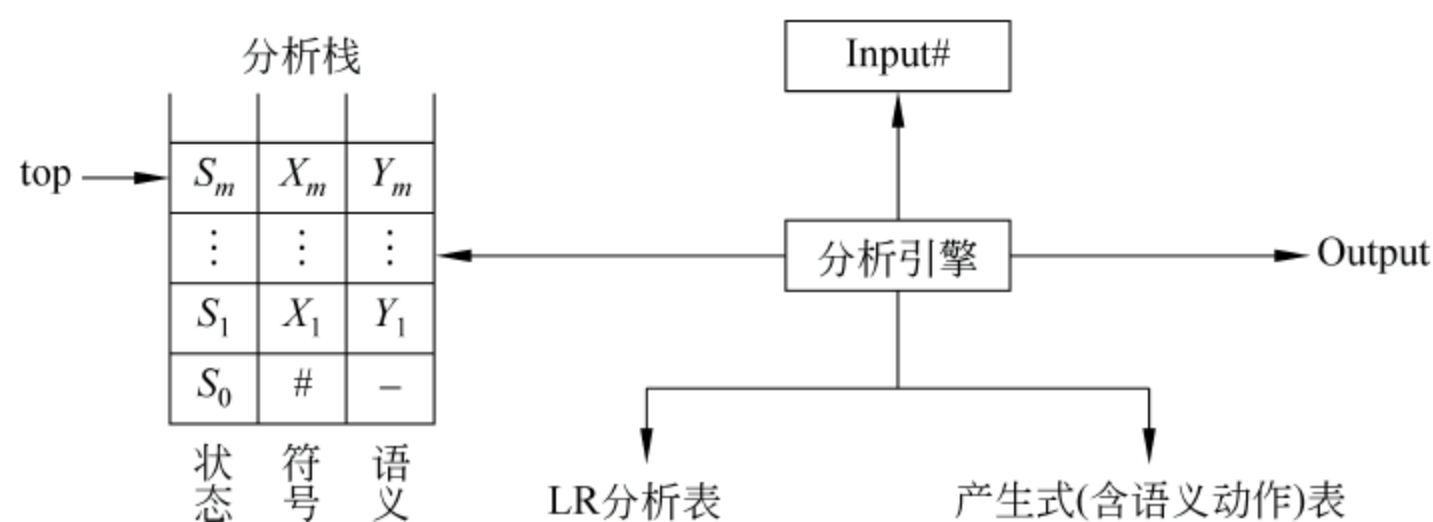 分析栈
Input#
top
Sm Xm Ym
⋮ ⋮ ⋮
分析引擎
Output
S1 X1 Y1
S0 # –
状态
符号
语义
LR分析表
产生式(含语义动作)表